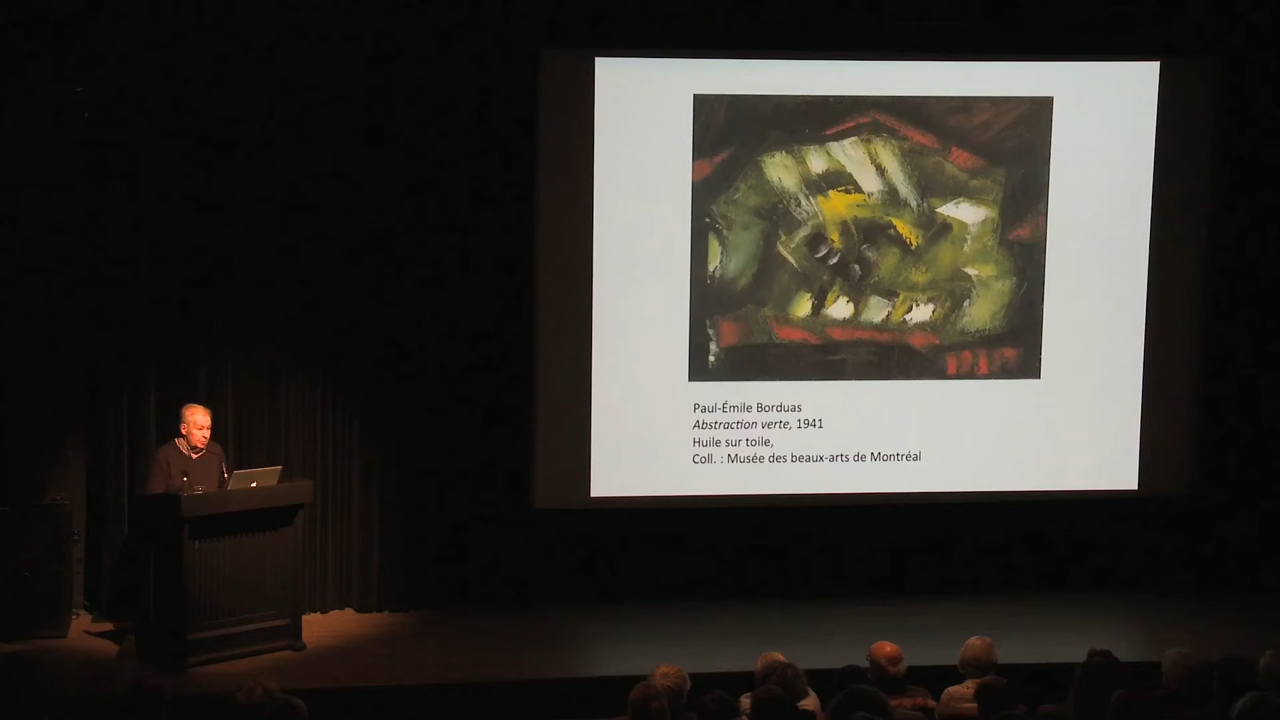 Paul-Émile Borduas
Abstraction verte, 1941
Huile sur toile,
Coll. : Musée des beaux-arts de Montréal